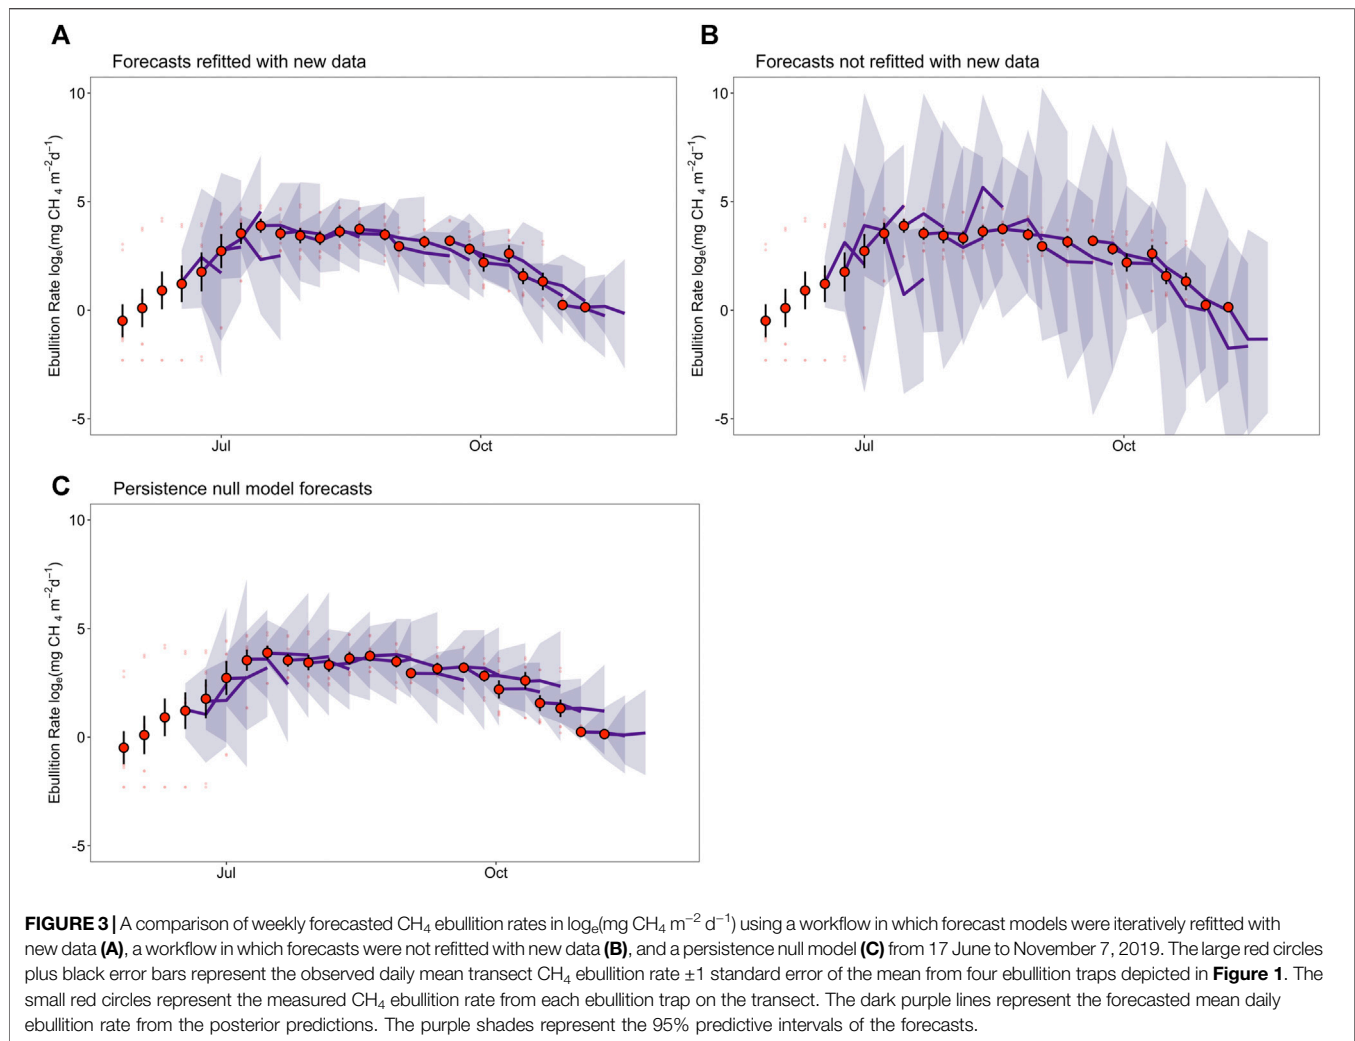 A
Forecasts refitted with new data
Ebullition Rate logₑ(mg CH ₄ m⁻²d⁻¹)
10
5
0
-5
Jul
Oct
B
Forecasts not refitted with new data
Ebullition Rate logₑ(mg CH ₄ m⁻²d⁻¹)
10
5
0
-5
Jul
Oct
C
Persistence null model forecasts
Ebullition Rate logₑ(mg CH ₄ m⁻²d⁻¹)
10
5
0
-5
Jul
Oct
FIGURE 3 | A comparison of weekly forecasted CH₄ ebullition rates in logₑ(mg CH₄ m⁻² d⁻¹) using a workflow in which forecast models were iteratively refitted with
new data (A), a workflow in which forecasts were not refitted with new data (B), and a persistence null model (C) from 17 June to November 7, 2019. The large red circles
plus black error bars represent the observed daily mean transect CH₄ ebullition rate ±1 standard error of the mean from four ebullition traps depicted in Figure 1. The
small red circles represent the measured CH₄ ebullition rate from each ebullition trap on the transect. The dark purple lines represent the forecasted mean daily
ebullition rate from the posterior predictions. The purple shades represent the 95% predictive intervals of the forecasts.